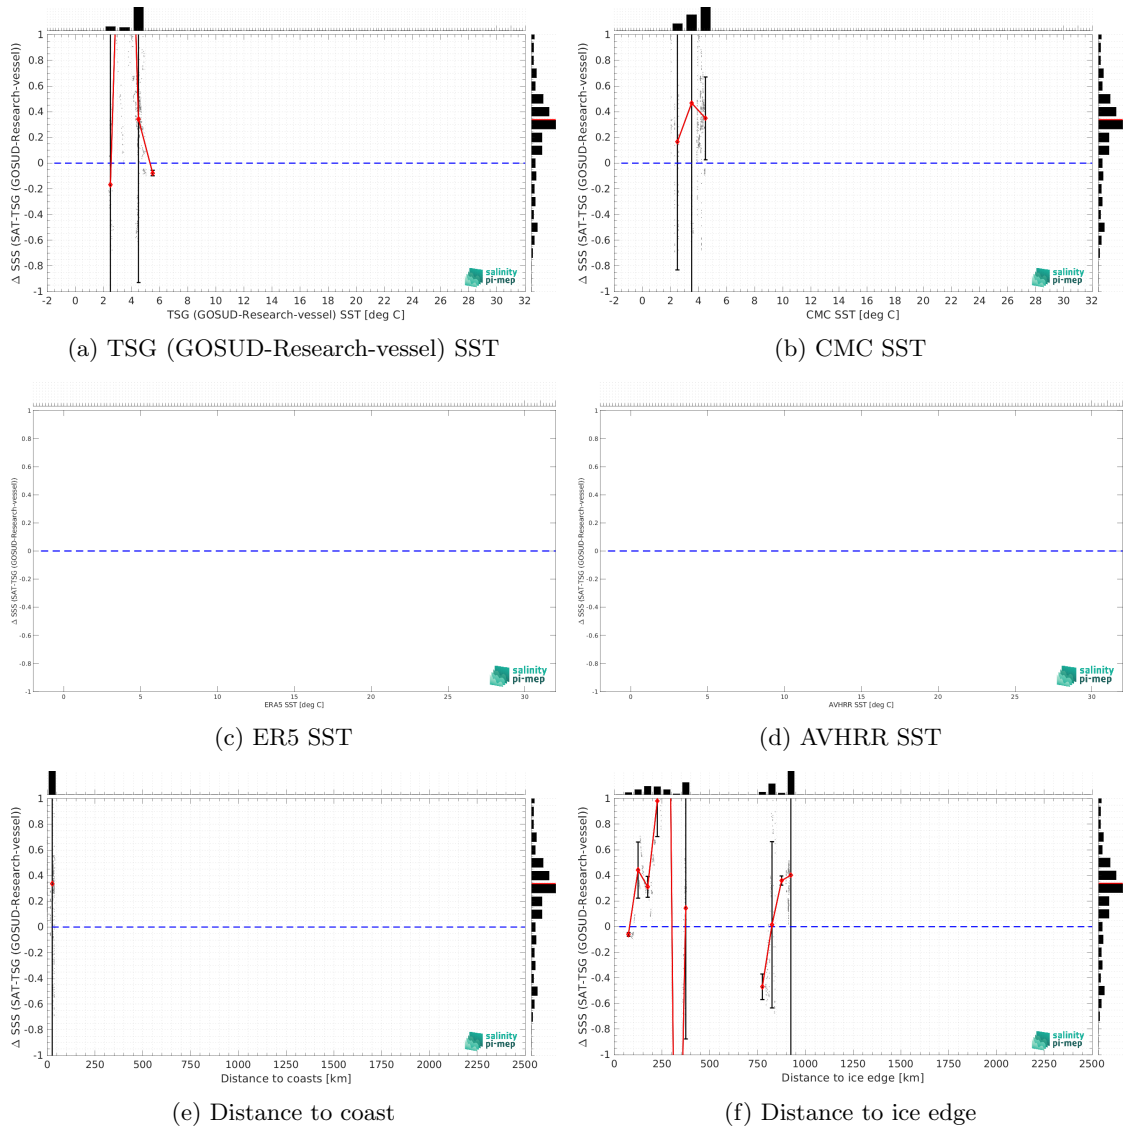 1
0.8
0.6
0.4
0.2
0
-0.2
-0.4
-0.6
-0.8
-1
Δ SSS (SAT-TSG (GOSUD-Research-vessel))
-2 0 2 4 6 8 10 12 14 16 18 20 22 24 26 28 30 32
TSG (GOSUD-Research-vessel) SST [deg C]
salinity
pi-mep
(a) TSG (GOSUD-Research-vessel) SST
1
0.8
0.6
0.4
0.2
0
-0.2
-0.4
-0.6
-0.8
-1
Δ SSS (SAT-TSG (GOSUD-Research-vessel))
-2 0 2 4 6 8 10 12 14 16 18 20 22 24 26 28 30 32
CMC SST [deg C]
salinity
pi-mep
(b) CMC SST
1
0.8
0.6
0.4
0.2
0
-0.2
-0.4
-0.6
-0.8
-1
Δ SSS (SAT-TSG (GOSUD-Research-vessel))
0 5 10 15 20 25 30
ERA5 SST [deg C]
salinity
pi-mep
(c) ER5 SST
1
0.8
0.6
0.4
0.2
0
-0.2
-0.4
-0.6
-0.8
-1
Δ SSS (SAT-TSG (GOSUD-Research-vessel))
0 5 10 15 20 25 30
AVHRR SST [deg C]
salinity
pi-mep
(d) AVHRR SST
1
0.8
0.6
0.4
0.2
0
-0.2
-0.4
-0.6
-0.8
-1
Δ SSS (SAT-TSG (GOSUD-Research-vessel))
0 250 500 750 1000 1250 1500 1750 2000 2250 2500
Distance to coasts [km]
salinity
pi-mep
(e) Distance to coast
1
0.8
0.6
0.4
0.2
0
-0.2
-0.4
-0.6
-0.8
-1
Δ SSS (SAT-TSG (GOSUD-Research-vessel))
0 250 500 750 1000 1250 1500 1750 2000 2250 2500
Distance to ice edge [km]
salinity
pi-mep
(f) Distance to ice edge